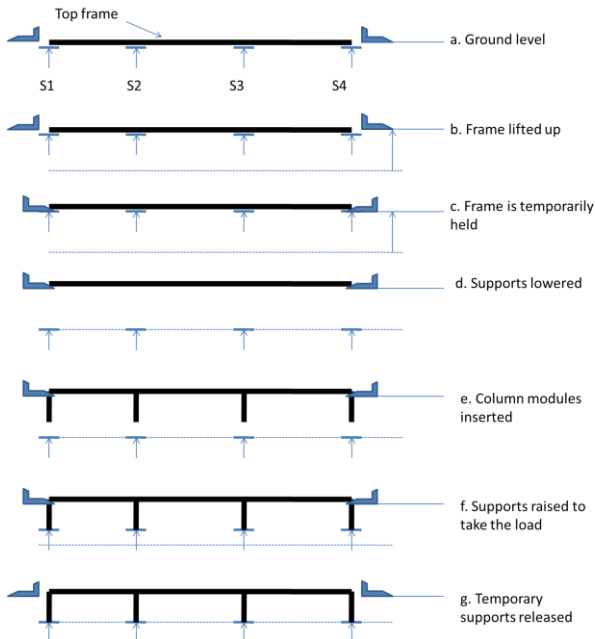 Top frame
a. Ground level
S1 S2 S3 S4
b. Frame lifted up
c. Frame is temporarily
held
d. Supports lowered
e. Column modules
inserted
f. Supports raised to
take the load
g. Temporary
supports released